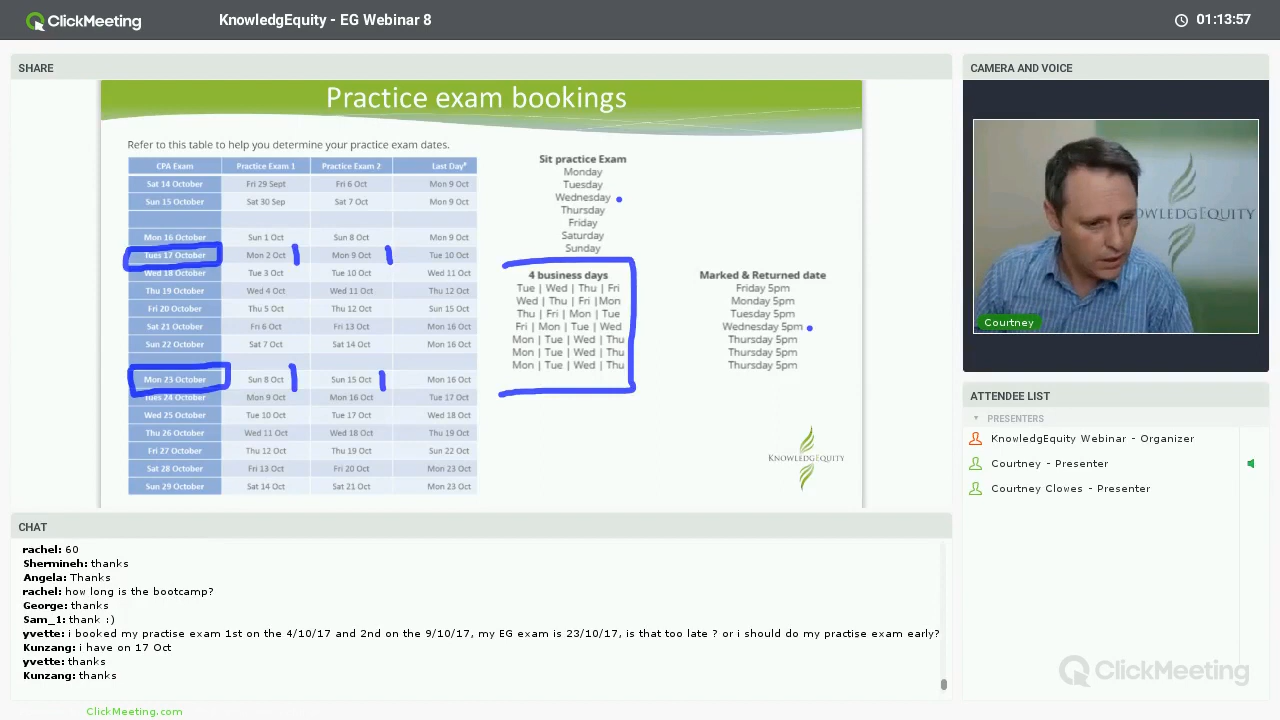 ClickMeeting
KnowledgEquity - EG Webinar 8
01:13:57
SHARE
Practice exam bookings
Refer to this table to help you determine your practice exam dates.
CPA Exam Practice Exam 1 Practice Exam 2 Last Day*
Sat 14 October Fri 29 Sept Fri 6 Oct Mon 9 Oct
Sun 15 October Sat 30 Sep Sat 7 Oct Mon 9 Oct
Mon 16 October Sun 1 Oct Sun 8 Oct Mon 9 Oct
Tues 17 October Mon 2 Oct Mon 9 Oct Tue 10 Oct
Wed 18 October Tue 3 Oct Tue 10 Oct Wed 11 Oct
Thu 19 October Wed 4 Oct Wed 11 Oct Thu 12 Oct
Fri 20 October Thu 5 Oct Thu 12 Oct Sun 15 Oct
Sat 21 October Fri 6 Oct Fri 13 Oct Mon 16 Oct
Sun 22 October Sat 7 Oct Sat 14 Oct Mon 16 Oct
Mon 23 October Sun 8 Oct Sun 15 Oct Mon 16 Oct
Tues 24 October Mon 9 Oct Mon 16 Oct Tue 17 Oct
Wed 25 October Tue 10 Oct Tue 17 Oct Wed 18 Oct
Thu 26 October Wed 11 Oct Wed 18 Oct Thu 19 Oct
Fri 27 October Thu 12 Oct Thu 19 Oct Sun 22 Oct
Sat 28 October Fri 13 Oct Fri 20 Oct Mon 23 Oct
Sun 29 October Sat 14 Oct Sat 21 Oct Mon 23 Oct
Sit practice Exam
Monday
Tuesday
Wednesday
Thursday
Friday
Saturday
Sunday
4 business days
Tue | Wed | Thu | Fri
Wed | Thu | Fri |Mon
Thu | Fri | Mon | Tue
Fri | Mon | Tue | Wed
Mon | Tue | Wed | Thu
Mon | Tue | Wed | Thu
Mon | Tue | Wed | Thu
Marked & Returned date
Friday 5pm
Monday 5pm
Tuesday 5pm
Wednesday 5pm
Thursday 5pm
Thursday 5pm
Thursday 5pm
KNOWLEDGEQUITY
CAMERA AND VOICE
OWLEDGEQUITY
Courtney
ATTENDEE LIST
PRESENTERS
KnowledgEquity Webinar - Organizer
Courtney - Presenter
Courtney Clowes - Presenter
CHAT
rachel: 60
Shermineh: thanks
Angela: Thanks
rachel: how long is the bootcamp?
George: thanks
Sam_1: thank :)
yvette: i booked my practise exam 1st on the 4/10/17 and 2nd on the 9/10/17, my EG exam is 23/10/17, is that too late ? or i should do my practise exam early?
Kunzang: i have on 17 Oct
yvette: thanks
Kunzang: thanks
ClickMeeting
ClickMeeting.com